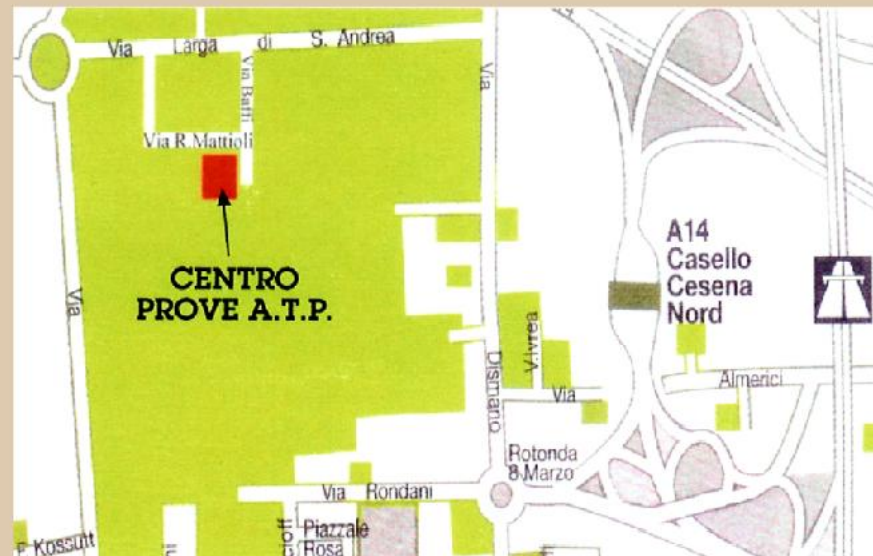 Via Larga di S. Andrea
Via Baffi
Via R. Mattioli
Via
CENTRO
PROVE A.T.P.
A14
Casello
Cesena
Nord
Via
V. Ivrea
Dismano
Via Almerici
Rotonda
8 Marzo
Via Rondani
Piazzale
Rosa
F. Kossutt